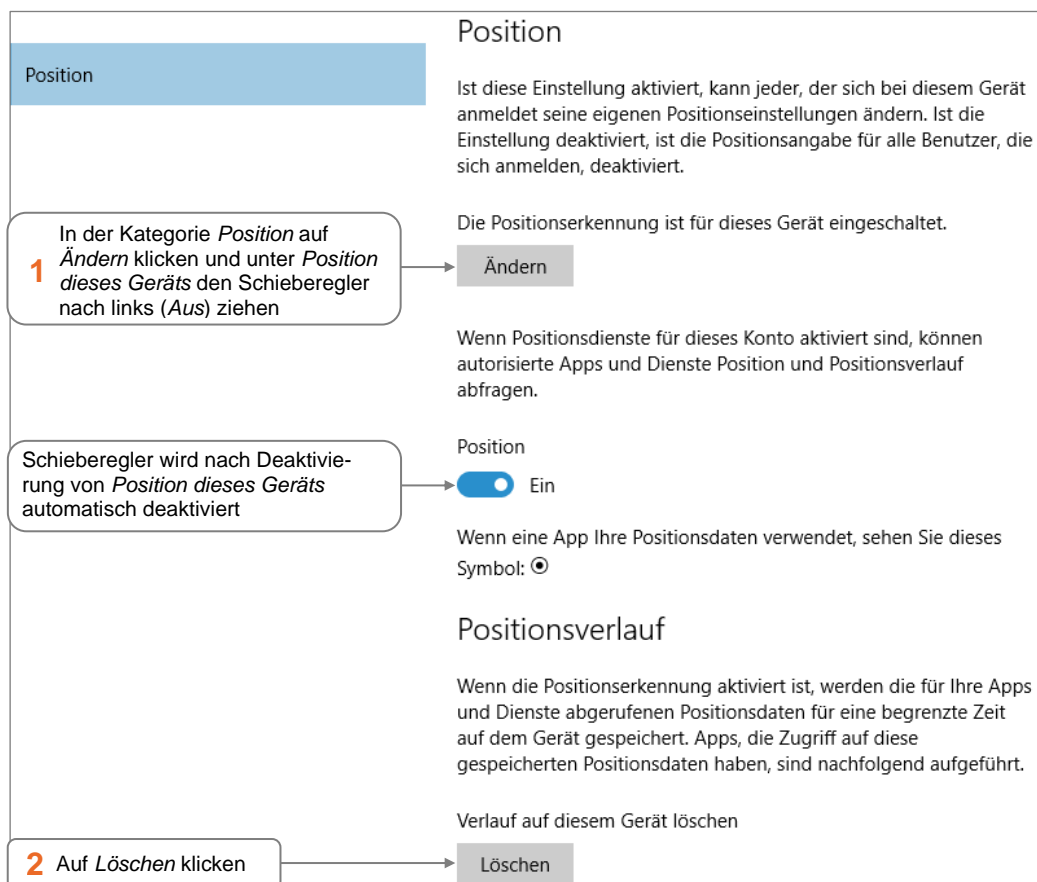 Position
Position
Ist diese Einstellung aktiviert, kann jeder, der sich bei diesem Gerät
anmeldet seine eigenen Positionseinstellungen ändern. Ist die
Einstellung deaktiviert, ist die Positionsangabe für alle Benutzer, die
sich anmelden, deaktiviert.
Die Positionserkennung ist für dieses Gerät eingeschaltet.
1 In der Kategorie Position auf
Ändern klicken und unter Position
dieses Geräts den Schieberegler
nach links (Aus) ziehen
Ändern
Wenn Positionsdienste für dieses Konto aktiviert sind, können
autorisierte Apps und Dienste Position und Positionsverlauf
abfragen.
Position
Schieberegler wird nach Deaktivie-
rung von Position dieses Geräts
automatisch deaktiviert
Ein
Wenn eine App Ihre Positionsdaten verwendet, sehen Sie dieses
Symbol:
Positionsverlauf
Wenn die Positionserkennung aktiviert ist, werden die für Ihre Apps
und Dienste abgerufenen Positionsdaten für eine begrenzte Zeit
auf dem Gerät gespeichert. Apps, die Zugriff auf diese
gespeicherten Positionsdaten haben, sind nachfolgend aufgeführt.
Verlauf auf diesem Gerät löschen
2 Auf Löschen klicken
Löschen